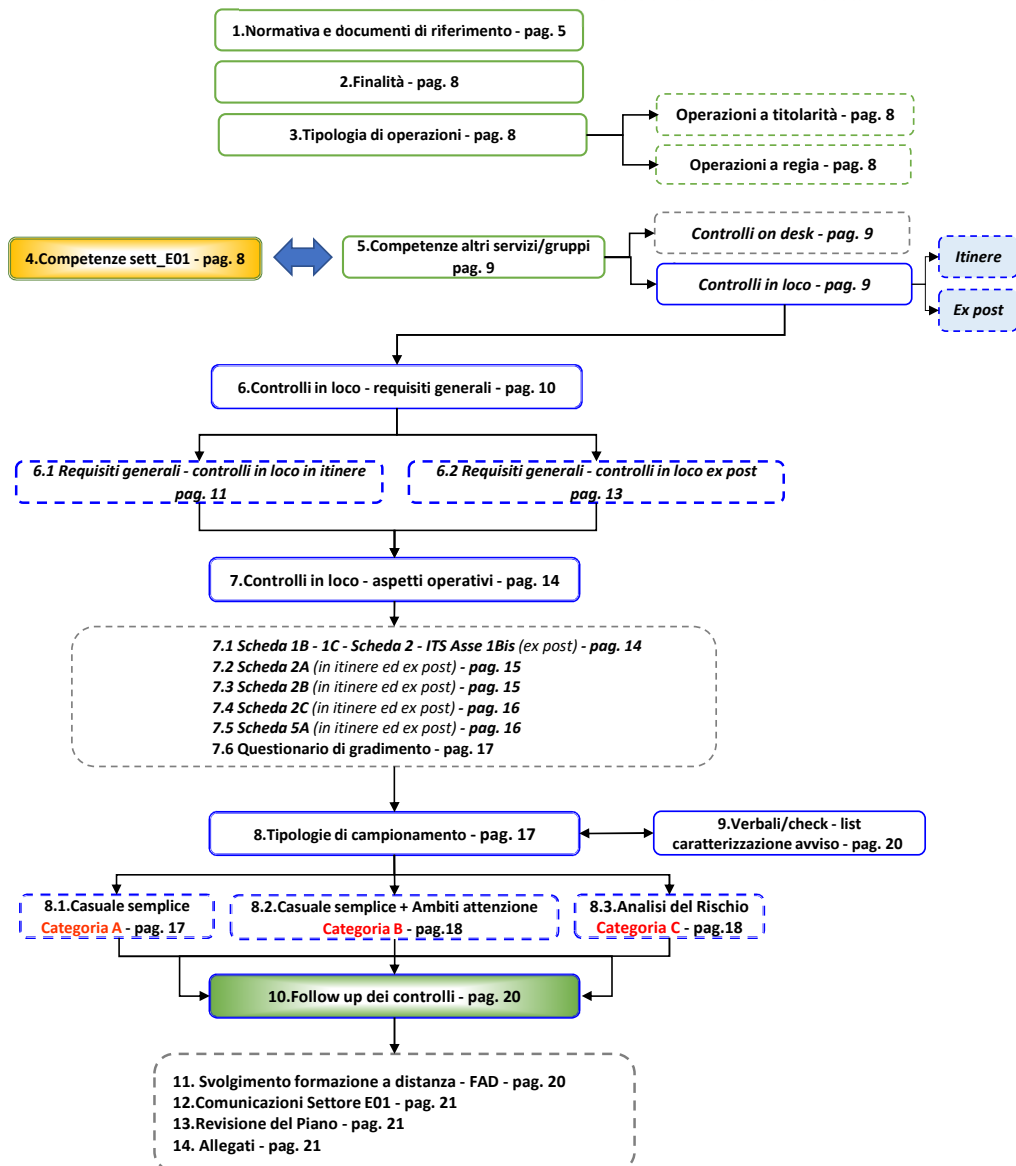 1.Normativa e documenti di riferimento - pag. 5
2.Finalità - pag. 8
3.Tipologia di operazioni - pag. 8
Operazioni a titolarità - pag. 8
Operazioni a regia - pag. 8
4.Competenze sett_E01 - pag. 8
5.Competenze altri servizi/gruppi
pag. 9
Controlli on desk - pag. 9
Controlli in loco - pag. 9
Itinere
Ex post
6.Controlli in loco - requisiti generali - pag. 10
6.1 Requisiti generali - controlli in loco in itinere
pag. 11
6.2 Requisiti generali - controlli in loco ex post
pag. 13
7.Controlli in loco - aspetti operativi - pag. 14
7.1 Scheda 1B - 1C - Scheda 2 - ITS Asse 1Bis (ex post) - pag. 14
7.2 Scheda 2A (in itinere ed ex post) - pag. 15
7.3 Scheda 2B (in itinere ed ex post) - pag. 15
7.4 Scheda 2C (in itinere ed ex post) - pag. 16
7.5 Scheda 5A (in itinere ed ex post) - pag. 16
7.6 Questionario di gradimento - pag. 17
8.Tipologie di campionamento - pag. 17
9.Verbali/check - list
caratterizzazione avviso - pag. 20
8.1.Casuale semplice
Categoria A - pag. 17
8.2.Casuale semplice + Ambiti attenzione
Categoria B - pag.18
8.3.Analisi del Rischio
Categoria C - pag.18
10.Follow up dei controlli - pag. 20
11. Svolgimento formazione a distanza - FAD - pag. 20
12.Comunicazioni Settore E01 - pag. 21
13.Revisione del Piano - pag. 21
14. Allegati - pag. 21